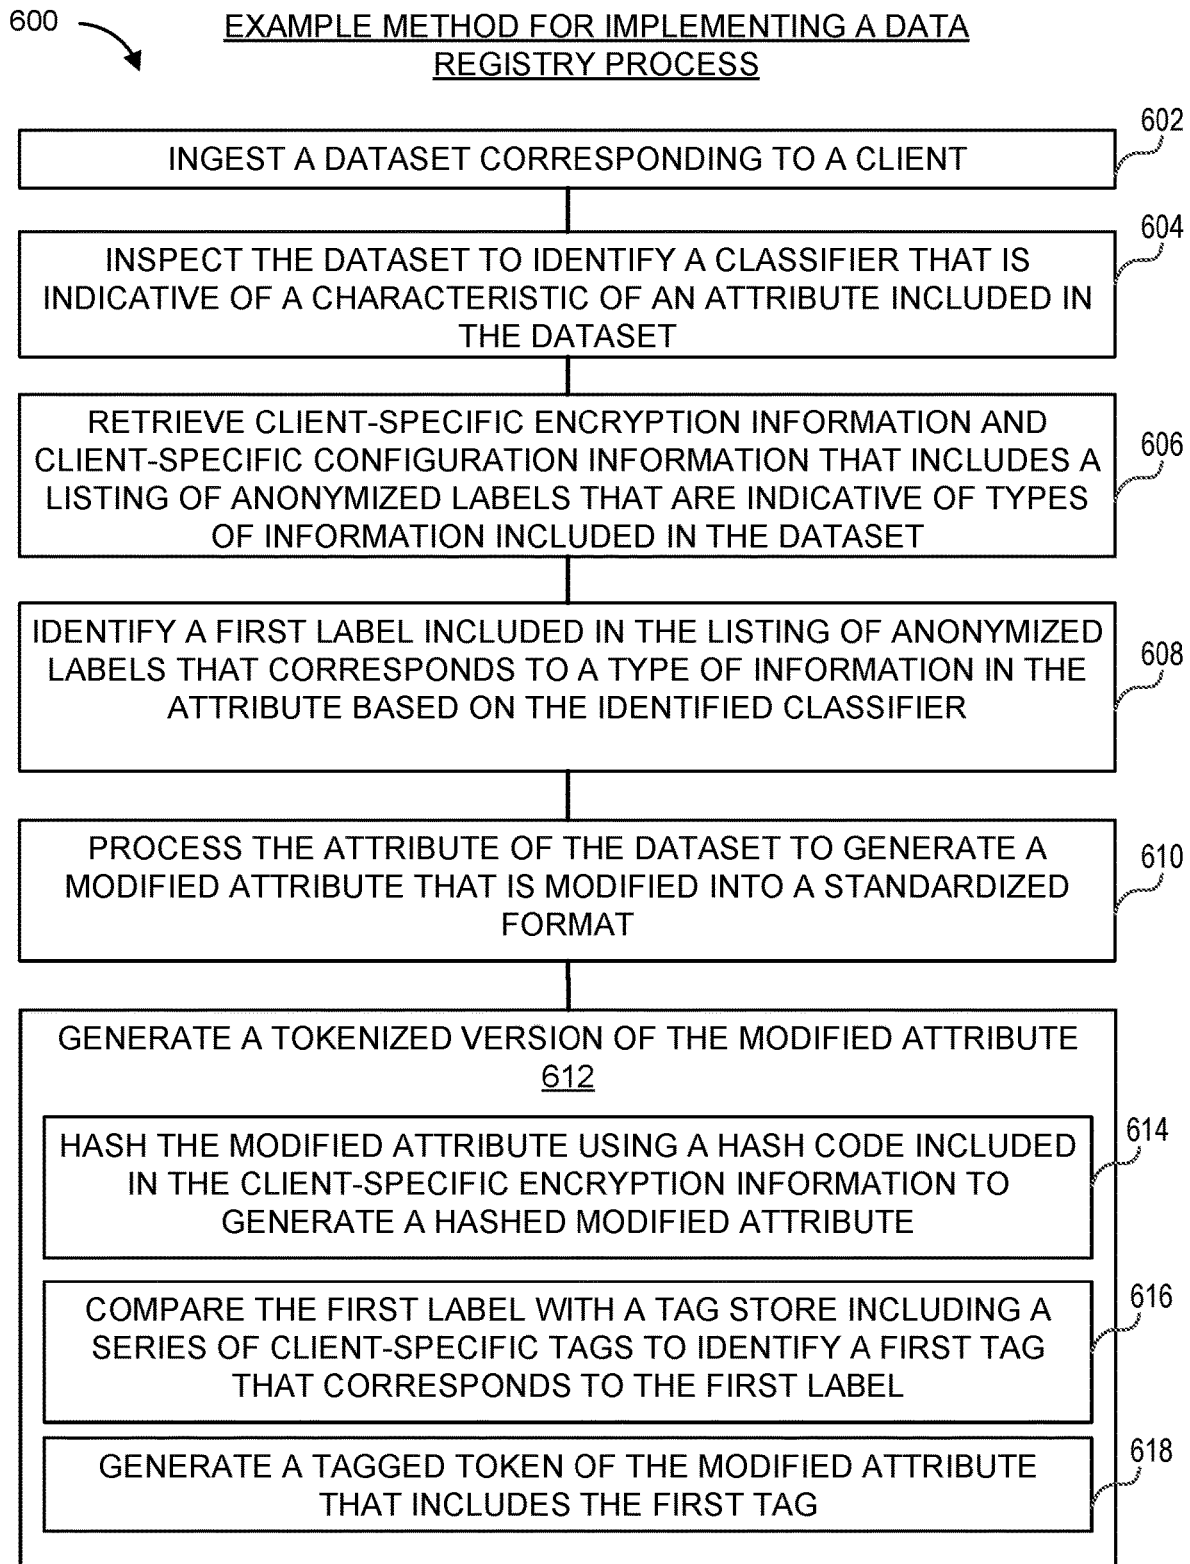 600
EXAMPLE METHOD FOR IMPLEMENTING A DATA
REGISTRY PROCESS
602
INGEST A DATASET CORRESPONDING TO A CLIENT
604
INSPECT THE DATASET TO IDENTIFY A CLASSIFIER THAT IS
INDICATIVE OF A CHARACTERISTIC OF AN ATTRIBUTE INCLUDED IN
THE DATASET
606
RETRIEVE CLIENT-SPECIFIC ENCRYPTION INFORMATION AND
CLIENT-SPECIFIC CONFIGURATION INFORMATION THAT INCLUDES A
LISTING OF ANONYMIZED LABELS THAT ARE INDICATIVE OF TYPES
OF INFORMATION INCLUDED IN THE DATASET
608
IDENTIFY A FIRST LABEL INCLUDED IN THE LISTING OF ANONYMIZED
LABELS THAT CORRESPONDS TO A TYPE OF INFORMATION IN THE
ATTRIBUTE BASED ON THE IDENTIFIED CLASSIFIER
610
PROCESS THE ATTRIBUTE OF THE DATASET TO GENERATE A
MODIFIED ATTRIBUTE THAT IS MODIFIED INTO A STANDARDIZED
FORMAT
GENERATE A TOKENIZED VERSION OF THE MODIFIED ATTRIBUTE
612
614
HASH THE MODIFIED ATTRIBUTE USING A HASH CODE INCLUDED
IN THE CLIENT-SPECIFIC ENCRYPTION INFORMATION TO
GENERATE A HASHED MODIFIED ATTRIBUTE
616
COMPARE THE FIRST LABEL WITH A TAG STORE INCLUDING A
SERIES OF CLIENT-SPECIFIC TAGS TO IDENTIFY A FIRST TAG
THAT CORRESPONDS TO THE FIRST LABEL
618
GENERATE A TAGGED TOKEN OF THE MODIFIED ATTRIBUTE
THAT INCLUDES THE FIRST TAG